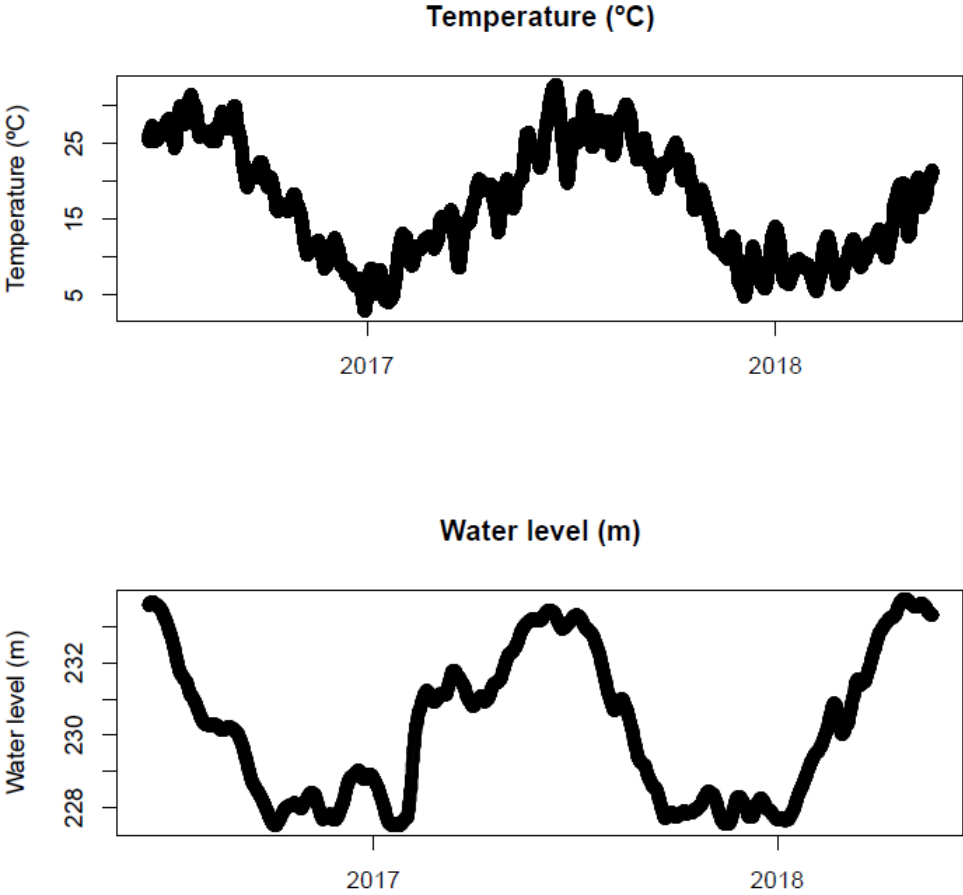 Temperature (ºC)
Temperature (ºC)
25
15
5
2017 2018
Water level (m)
Water level (m)
232
230
228
2017 2018